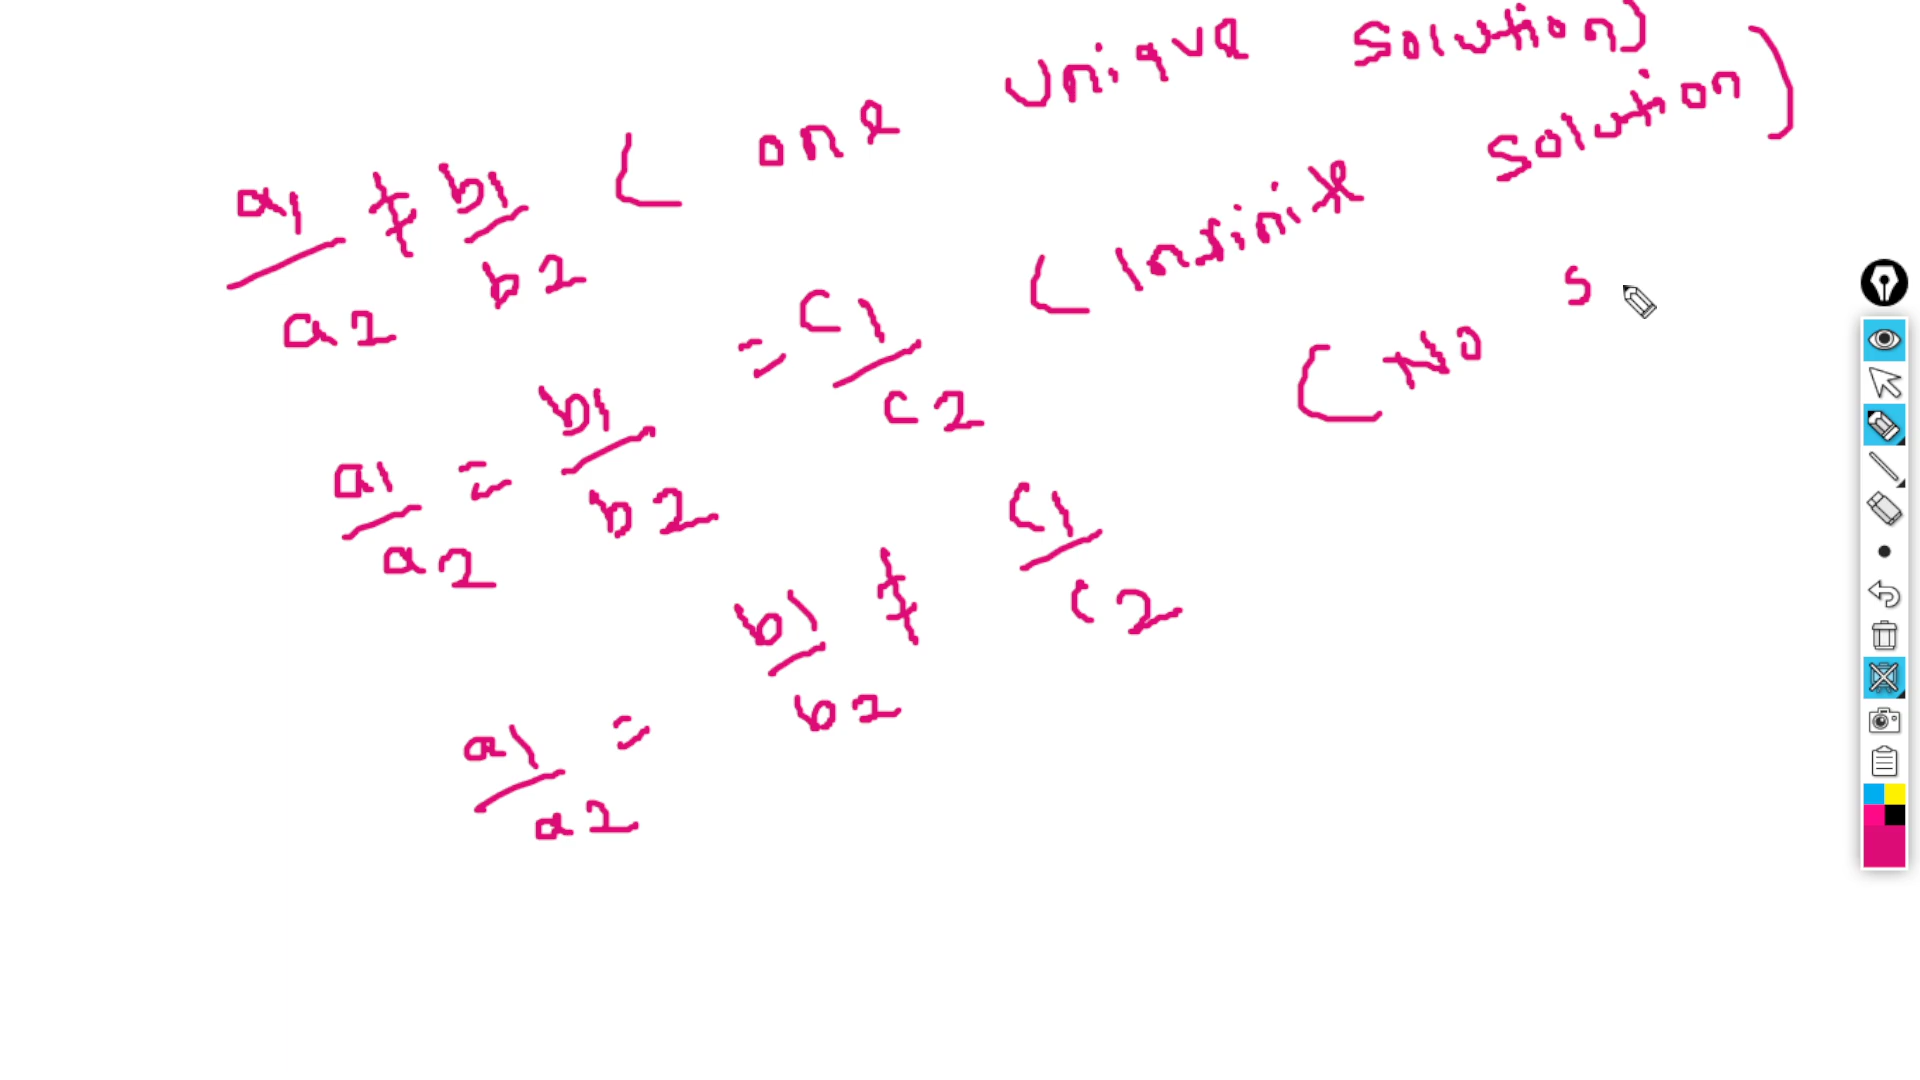 a1/a2 ≠ b1/b2 ( one unique solution)
a1/a2 = b1/b2 = c1/c2 ( Infinite solution)
a1/a2 = b1/b2 ≠ c1/c2 ( No s